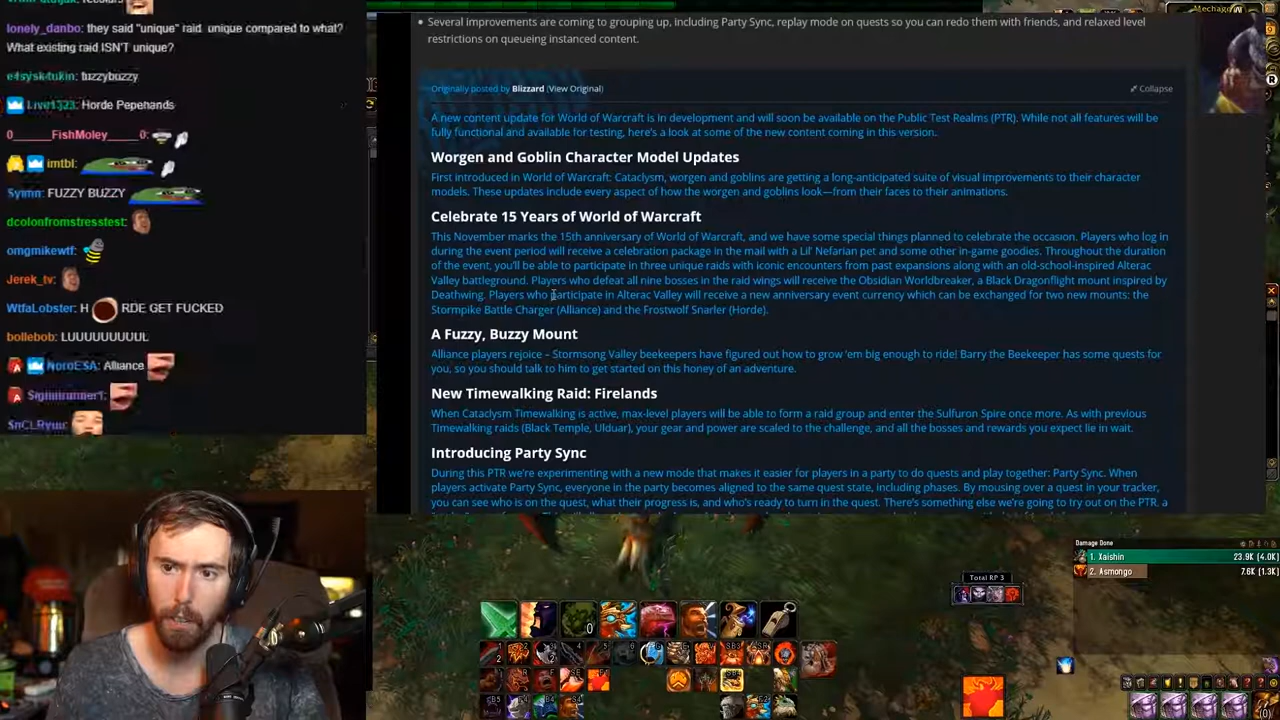 lonely_danbo: they said "unique" raid. unique compared to what?
What existing raid ISN'T unique?
e4sysk4tukin: fuzzybuzzy
Horde Pepehands
0______FishMoley____0:
imtbl:
Symn: FUZZY BUZZY
dcolonfromstresstest:
omgmikewtf:
Jerek_tv:
WtfaLobster: H RDE GET FUCKED
bollebob: LUUUUUUUUUL
NoroESA: Alliance
Several improvements are coming to grouping up, including Party Sync, replay mode on quests so you can redo them with friends, and relaxed level
restrictions on queueing instanced content.
Originally posted by Blizzard (View Original)
Collapse
A new content update for World of Warcraft is in development and will soon be available on the Public Test Realms (PTR). While not all features will be
fully functional and available for testing, here's a look at some of the new content coming in this version.
Worgen and Goblin Character Model Updates
First introduced in World of Warcraft: Cataclysm, worgen and goblins are getting a long-anticipated suite of visual improvements to their character
models. These updates include every aspect of how the worgen and goblins look—from their faces to their animations.
Celebrate 15 Years of World of Warcraft
This November marks the 15th anniversary of World of Warcraft, and we have some special things planned to celebrate the occasion. Players who log in
during the event period will receive a celebration package in the mail with a Lil' Nefarian pet and some other in-game goodies. Throughout the duration
of the event, you'll be able to participate in three unique raids with iconic encounters from past expansions along with an old-school-inspired Alterac
Valley battleground. Players who defeat all nine bosses in the raid wings will receive the Obsidian Worldbreaker, a Black Dragonflight mount inspired by
Deathwing. Players who participate in Alterac Valley will receive a new anniversary event currency which can be exchanged for two new mounts: the
Stormpike Battle Charger (Alliance) and the Frostwolf Snarler (Horde).
A Fuzzy, Buzzy Mount
Alliance players rejoice – Stormsong Valley beekeepers have figured out how to grow 'em big enough to ride! Barry the Beekeeper has some quests for
you, so you should talk to him to get started on this honey of an adventure.
New Timewalking Raid: Firelands
When Cataclysm Timewalking is active, max-level players will be able to form a raid group and enter the Sulfuron Spire once more. As with previous
Timewalking raids (Black Temple, Ulduar), your gear and power are scaled to the challenge, and all the bosses and rewards you expect lie in wait.
Introducing Party Sync
During this PTR we're experimenting with a new mode that makes it easier for players in a party to do quests and play together: Party Sync. When
players activate Party Sync, everyone in the party becomes aligned to the same quest state, including phases. By mousing over a quest in your tracker,
you can see who is on the quest, what their progress is, and who's ready to turn in the quest. There's something else we're going to try out on the PTR, a
Damage Done
1. Xaishin 23.9K (4.0K)
2. Asmongo 7.6K (1.3K)
Total RP 3